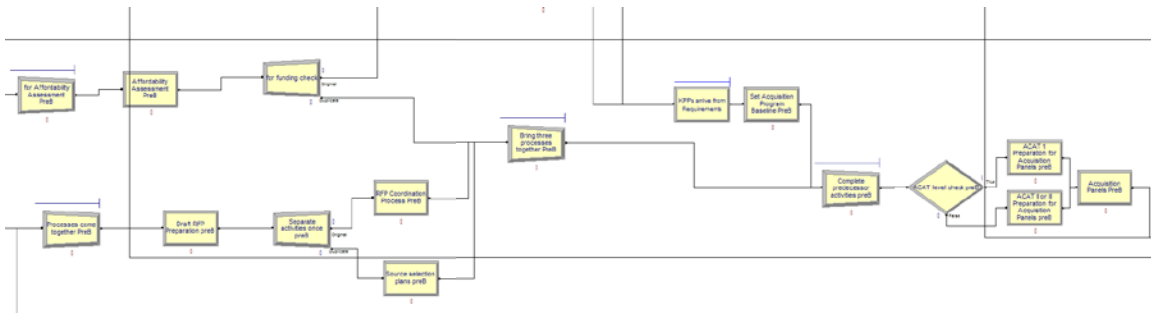 for Affordability
Assessment
PreB
Affordability
Assessment
PreB
for funding check
Original
Duplicate
Bring three
processes
together PreB
KPPs arrive from
Requirements
Set Acquisition
Program
Baseline PreB
Complete
predecessor
activities preB
ACAT level check preB
True
False
ACAT 1
Preparation for
Acquisition
Panels preB
ACAT II or III
Preparation for
Acquisition
Panels preB
Acquisition
Panels PreB
Processes come
together PreB
Draft RFP
Preparation preB
Separate
activities once
preB
Original
Duplicate
RFP Coordination
Process PreB
Source selection
plans preB